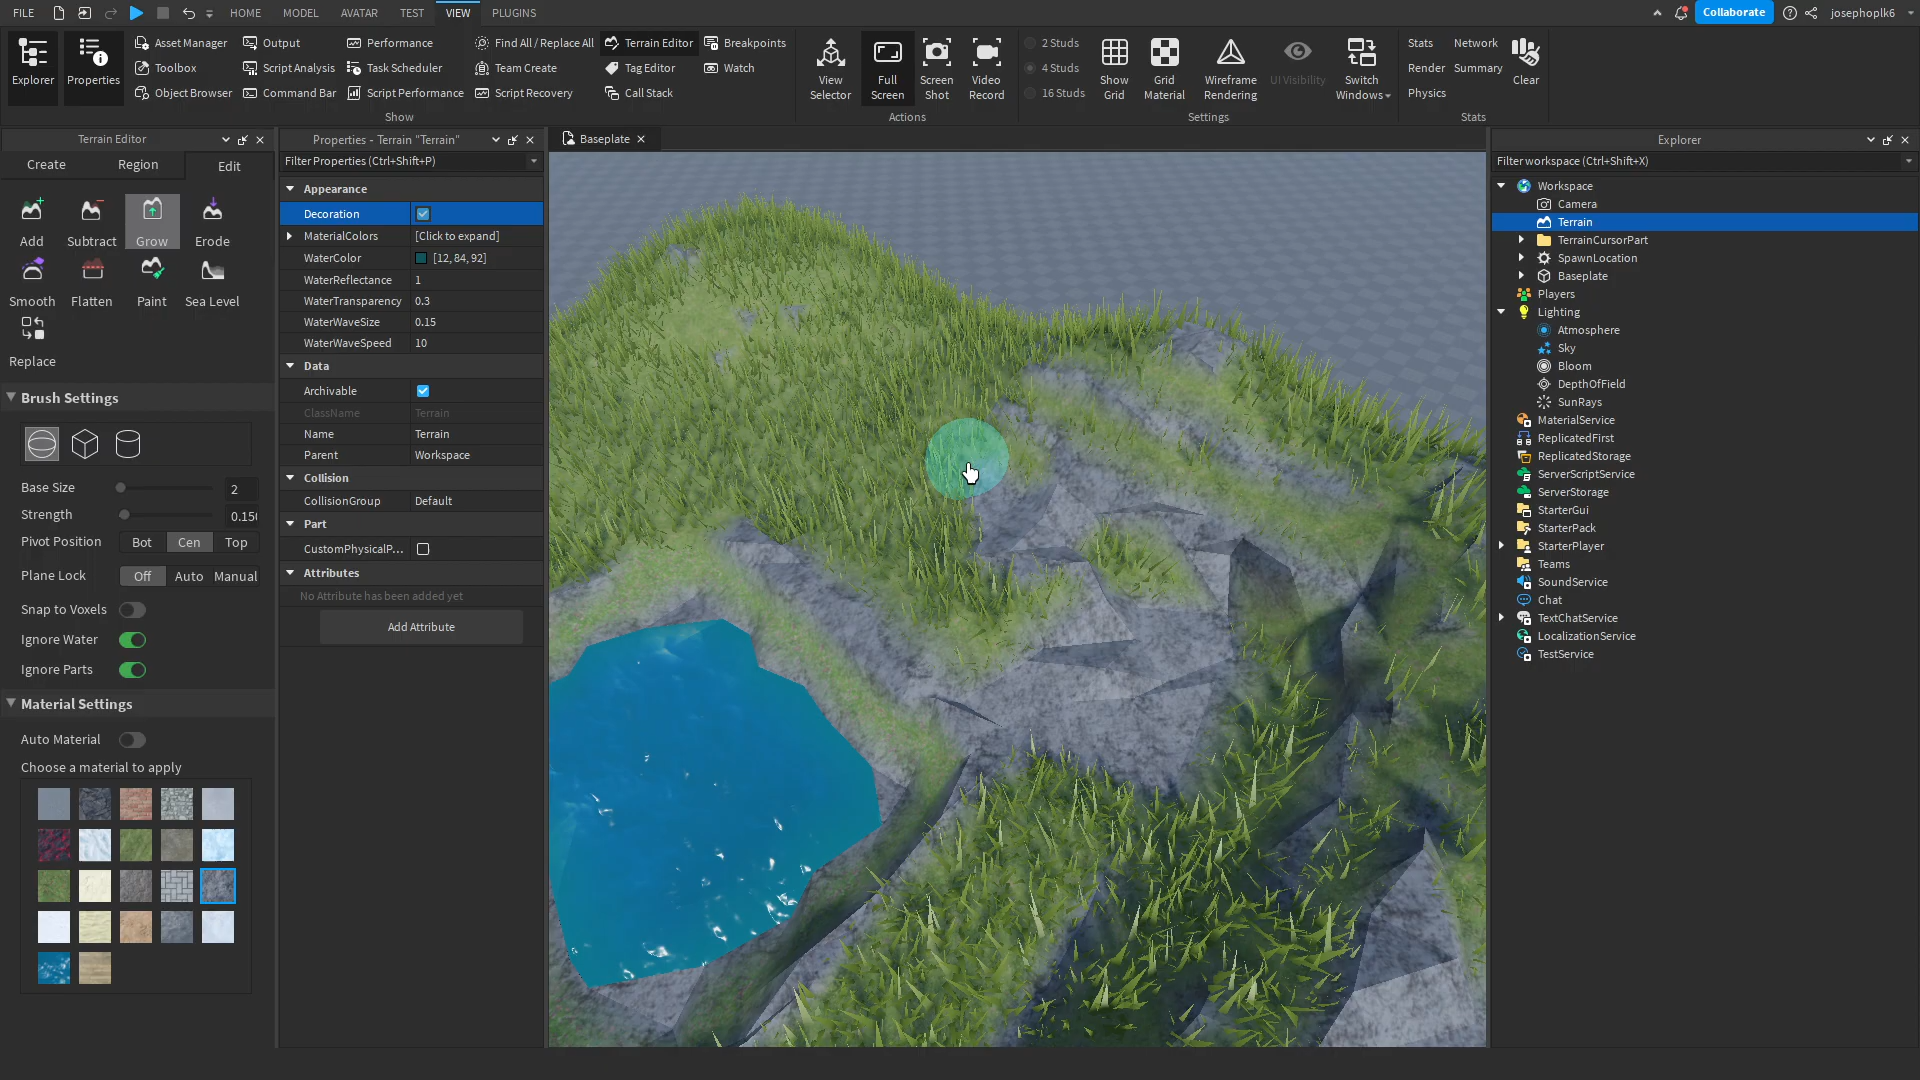 FILE HOME MODEL AVATAR TEST VIEW PLUGINS Collaborate josephoplk6
Explorer Properties Asset Manager Output Performance Find All / Replace All Terrain Editor Breakpoints
Toolbox Script Analysis Task Scheduler Team Create Tag Editor Watch
Object Browser Command Bar Script Performance Script Recovery Call Stack
Show
View Selector Full Screen Screen Shot Video Record
Actions
2 Studs
4 Studs
16 Studs
Show Grid Grid Material Wireframe Rendering UI Visibility Switch Windows
Settings
Stats Network
Render Summary
Physics
Clear
Stats
Terrain Editor
Create Region Edit
Add Subtract Grow Erode
Smooth Flatten Paint Sea Level
Replace
Brush Settings
Base Size 2
Strength 0.150
Pivot Position Bot Cen Top
Plane Lock Off Auto Manual
Snap to Voxels
Ignore Water
Ignore Parts
Material Settings
Auto Material
Choose a material to apply
Properties - Terrain "Terrain"
Filter Properties (Ctrl+Shift+P)
Appearance
Decoration
MaterialColors [Click to expand]
WaterColor [12, 84, 92]
WaterReflectance 1
WaterTransparency 0.3
WaterWaveSize 0.15
WaterWaveSpeed 10
Data
Archivable
ClassName Terrain
Name Terrain
Parent Workspace
Collision
CollisionGroup Default
Part
CustomPhysicalP...
Attributes
No Attribute has been added yet
Add Attribute
Baseplate
Explorer
Filter workspace (Ctrl+Shift+X)
Workspace
Camera
Terrain
TerrainCursorPart
SpawnLocation
Baseplate
Players
Lighting
Atmosphere
Sky
Bloom
DepthOfField
SunRays
MaterialService
ReplicatedFirst
ReplicatedStorage
ServerScriptService
ServerStorage
StarterGui
StarterPack
StarterPlayer
Teams
SoundService
Chat
TextChatService
LocalizationService
TestService